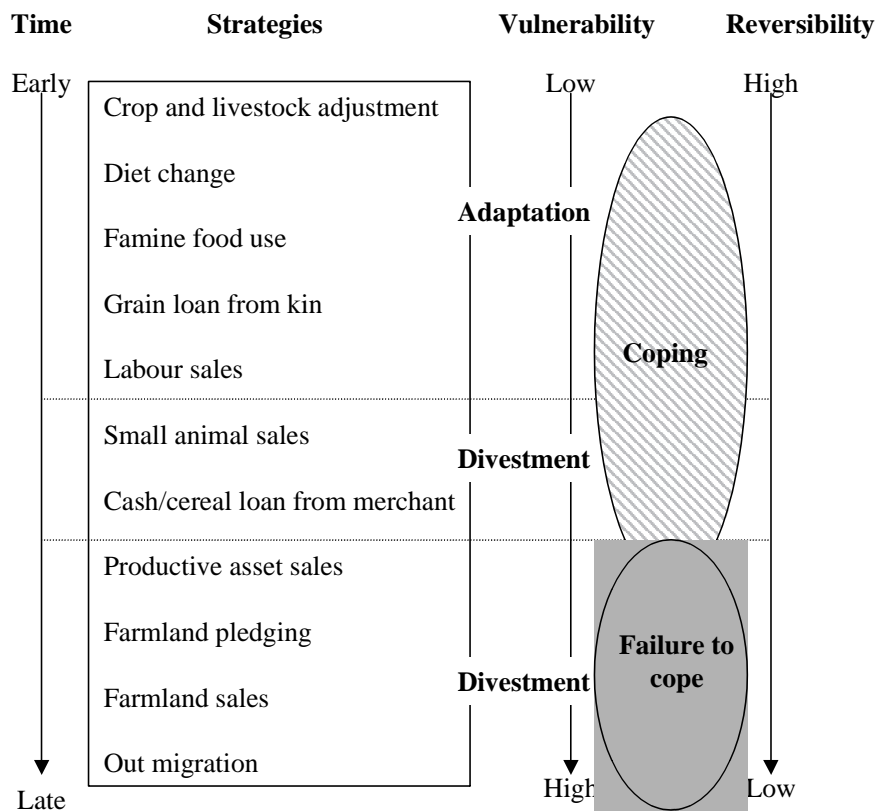 Time Strategies Vulnerability Reversibility
Early Low High
Crop and livestock adjustment
Diet change
Adaptation
Famine food use
Grain loan from kin
Coping
Labour sales
Small animal sales
Divestment
Cash/cereal loan from merchant
Productive asset sales
Farmland pledging
Failure to
cope
Divestment
Farmland sales
Out migration
High Low
Late